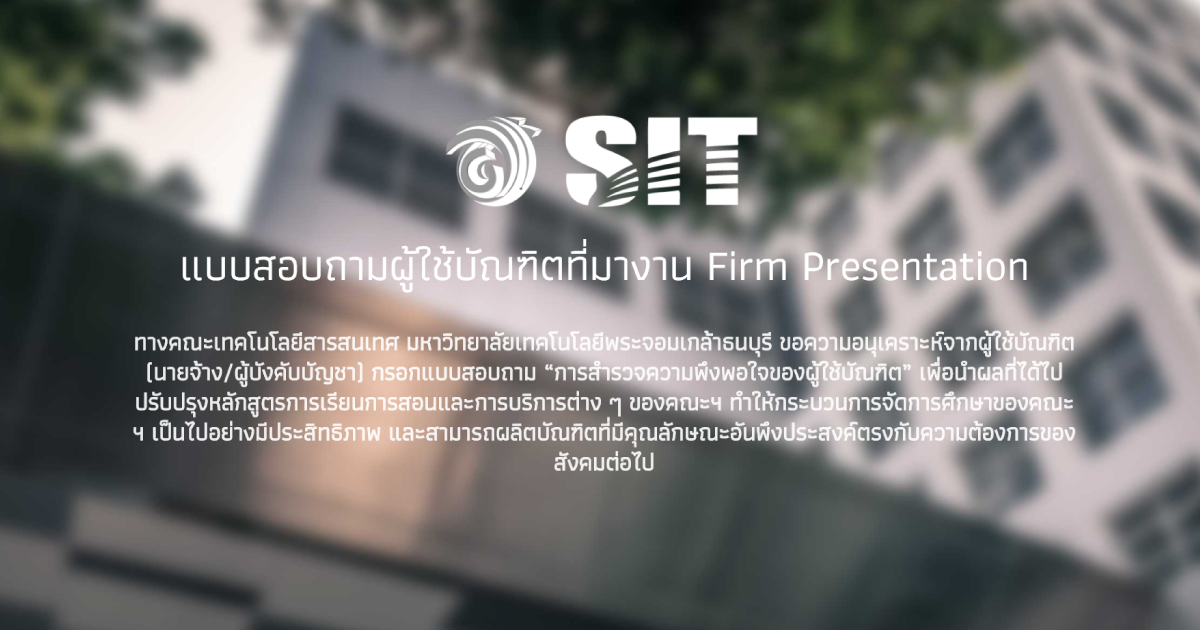 SIT
แบบสอบถามผู้ใช้บัณฑิตที่มางาน Firm Presentation
ทางคณะเทคโนโลยีสารสนเทศ มหาวิทยาลัยเทคโนโลยีพระจอมเกล้าธนบุรี ขอความอนุเคราะห์จากผู้ใช้บัณฑิต
(นายจ้าง/ผู้บังคับบัญชา) กรอกแบบสอบถาม “การสำรวจความพึงพอใจของผู้ใช้บัณฑิต” เพื่อนำผลที่ได้ไป
ปรับปรุงหลักสูตรการเรียนการสอนและการบริการต่าง ๆ ของคณะฯ ทำให้กระบวนการจัดการศึกษาของคณะ
ฯ เป็นไปอย่างมีประสิทธิภาพ และสามารถผลิตบัณฑิตที่มีคุณลักษณะอันพึงประสงค์ตรงกับความต้องการของ
สังคมต่อไป